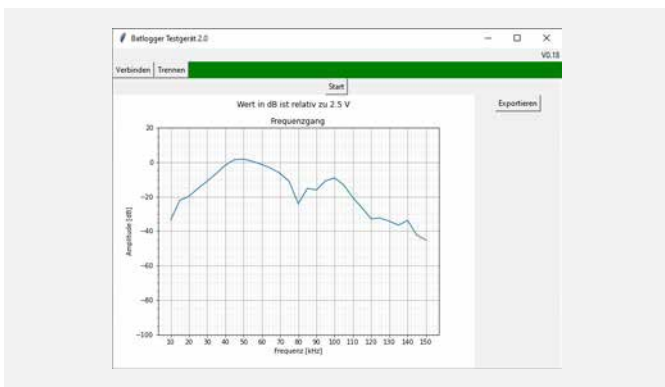 Batlogger Testgerät 2.0
V0.18
Verbinden Trennen
Start
Wert in dB ist relativ zu 2.5 V
Exportieren
Frequenzgang
20
0
−20
−40
−60
−80
−100
Amplitude [dB]
10 20 30 40 50 60 70 80 90 100 110 120 130 140 150
Frequenz [kHz]